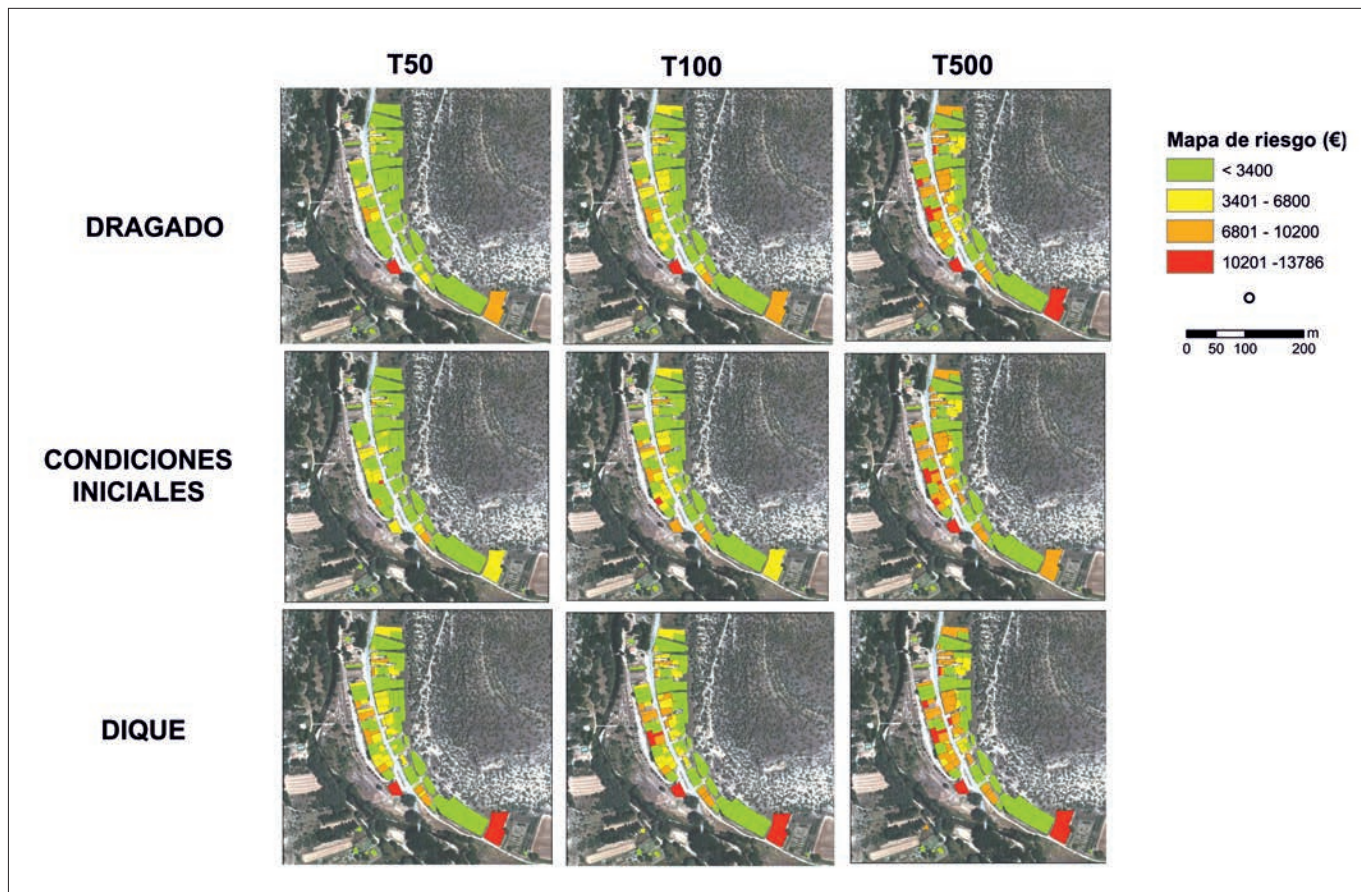 T50
T100
T500
DRAGADO
CONDICIONES
INICIALES
DIQUE
Mapa de riesgo (€)
< 3400
3401 - 6800
6801 - 10200
10201 -13786
m
0 50 100 200